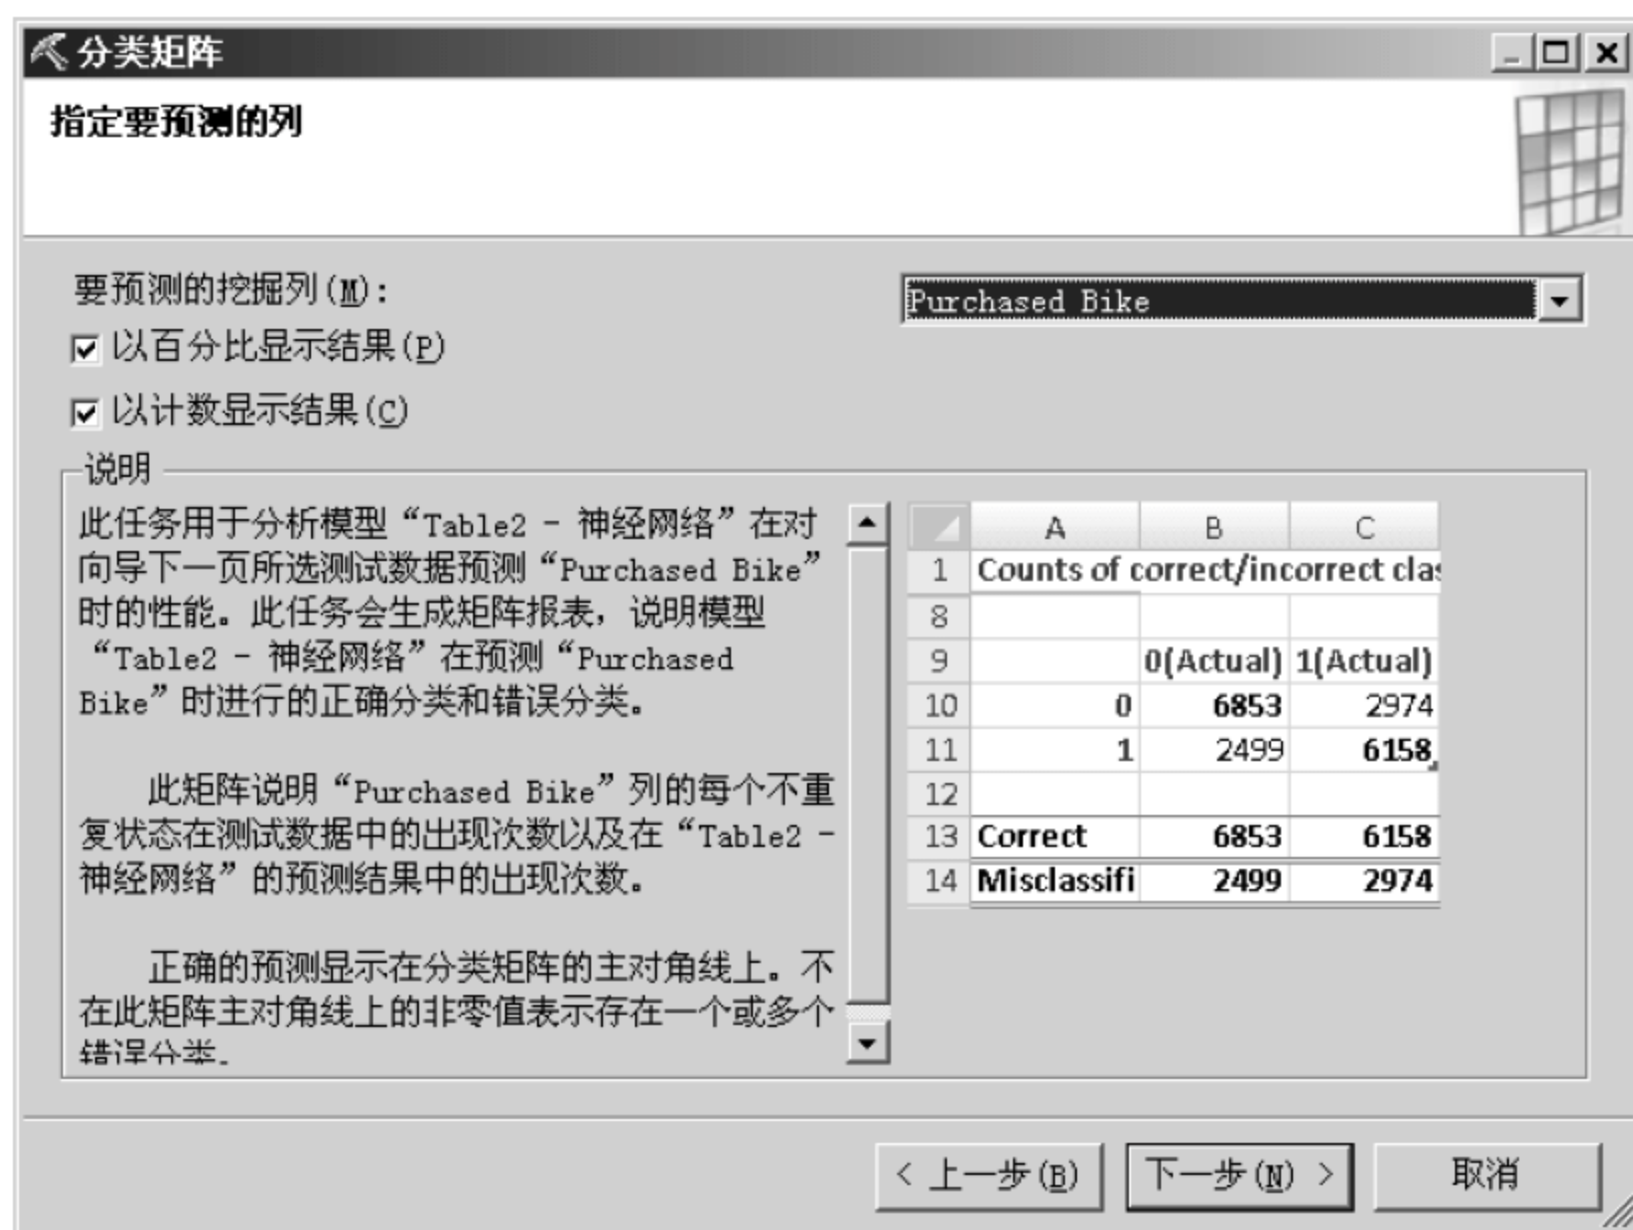 分类矩阵
指定要预测的列
要预测的挖掘列(M):
Purchased Bike
以百分比显示结果(P)
以计数显示结果(C)
说明
此任务用于分析模型“Table2 - 神经网络”在对
向导下一页所选测试数据预测“Purchased Bike”
时的性能。此任务会生成矩阵报表，说明模型
“Table2 - 神经网络”在预测“Purchased
Bike”时进行的正确分类和错误分类。
此矩阵说明“Purchased Bike”列的每个不重
复状态在测试数据中的出现次数以及在“Table2 -
神经网络”的预测结果中的出现次数。
正确的预测显示在分类矩阵的主对角线上。不
在此矩阵主对角线上的非零值表示存在一个或多个
错误分类。
A B C
1 Counts of correct/incorrect clas
8
9 0(Actual) 1(Actual)
10 0 6853 2974
11 1 2499 6158
12
13 Correct 6853 6158
14 Misclassifi 2499 2974
< 上一步(B)
下一步(N) >
取消